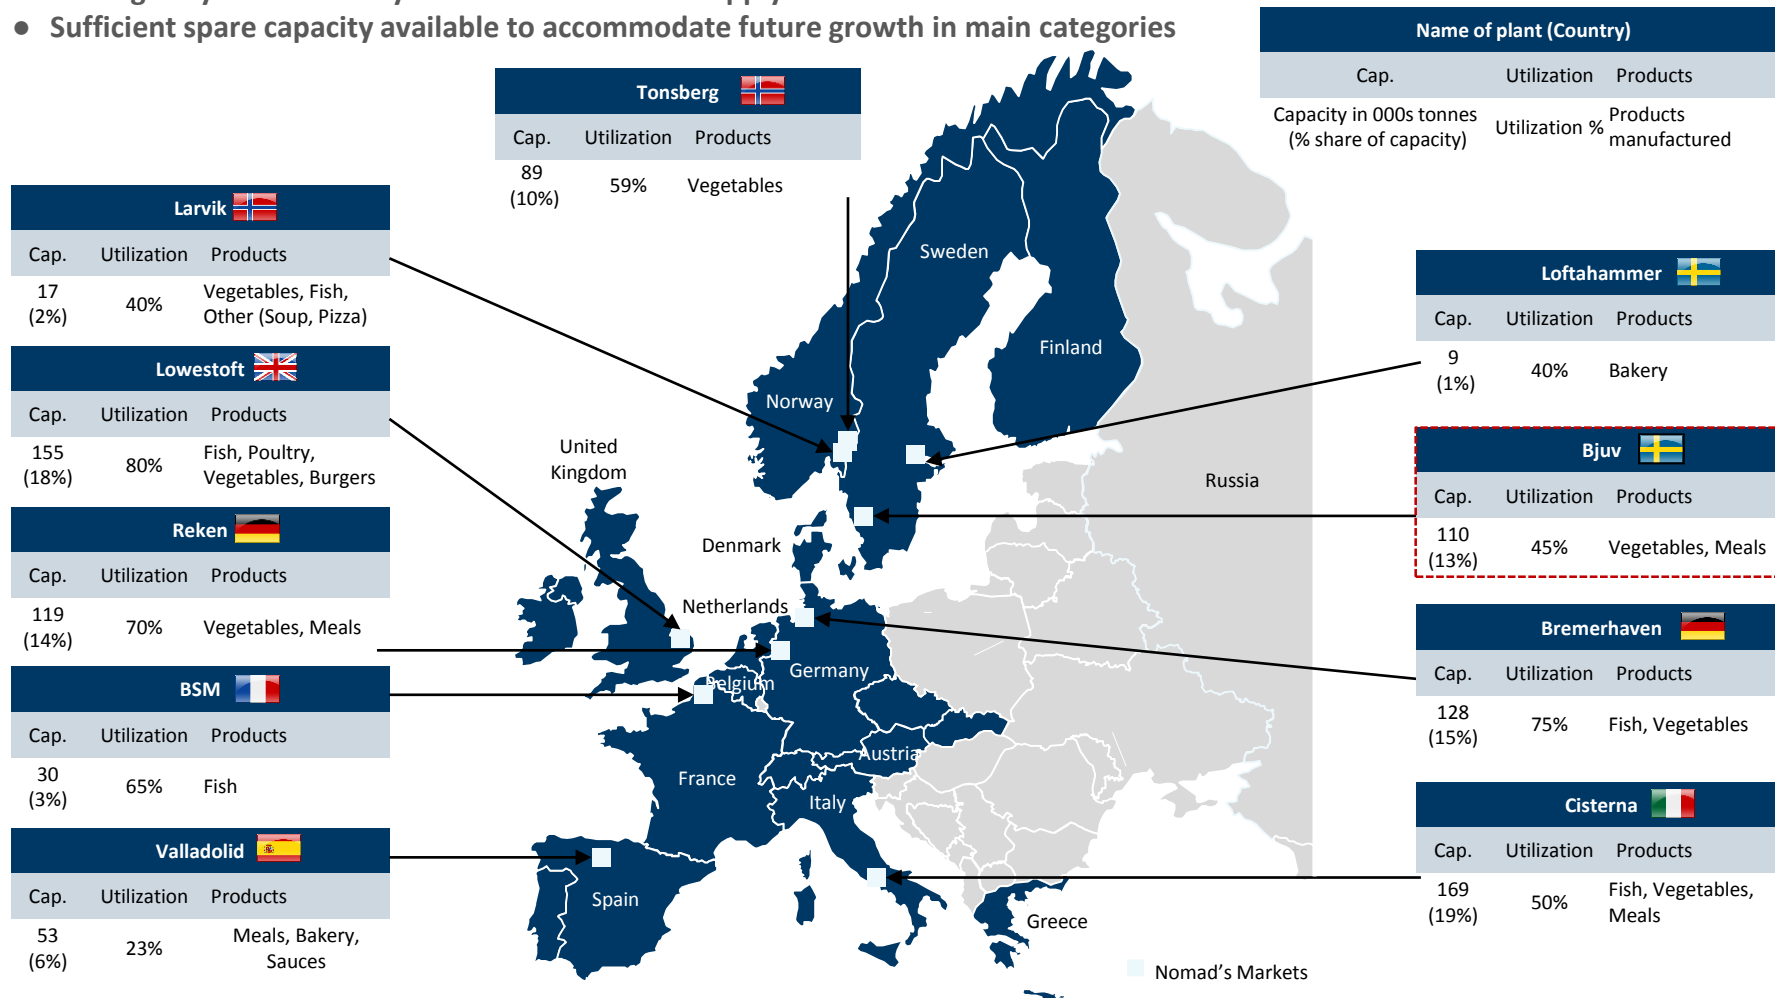 ● Sufficient spare capacity available to accommodate future growth in main categories
Name of plant (Country)
Cap. Utilization Products
Capacity in 000s tonnes (% share of capacity) Utilization % Products manufactured
Tonsberg
Cap. Utilization Products
89 (10%) 59% Vegetables
Larvik
Cap. Utilization Products
17 (2%) 40% Vegetables, Fish, Other (Soup, Pizza)
Lowestoft
Cap. Utilization Products
155 (18%) 80% Fish, Poultry, Vegetables, Burgers
Reken
Cap. Utilization Products
119 (14%) 70% Vegetables, Meals
BSM
Cap. Utilization Products
30 (3%) 65% Fish
Valladolid
Cap. Utilization Products
53 (6%) 23% Meals, Bakery, Sauces
Loftahammer
Cap. Utilization Products
9 (1%) 40% Bakery
Bjuv
Cap. Utilization Products
110 (13%) 45% Vegetables, Meals
Bremerhaven
Cap. Utilization Products
128 (15%) 75% Fish, Vegetables
Cisterna
Cap. Utilization Products
169 (19%) 50% Fish, Vegetables, Meals
Sweden
Finland
Norway
United
Kingdom
Russia
Denmark
Netherlands
Germany
Belgium
Austria
France
Italy
Spain
Greece
Nomad's Markets